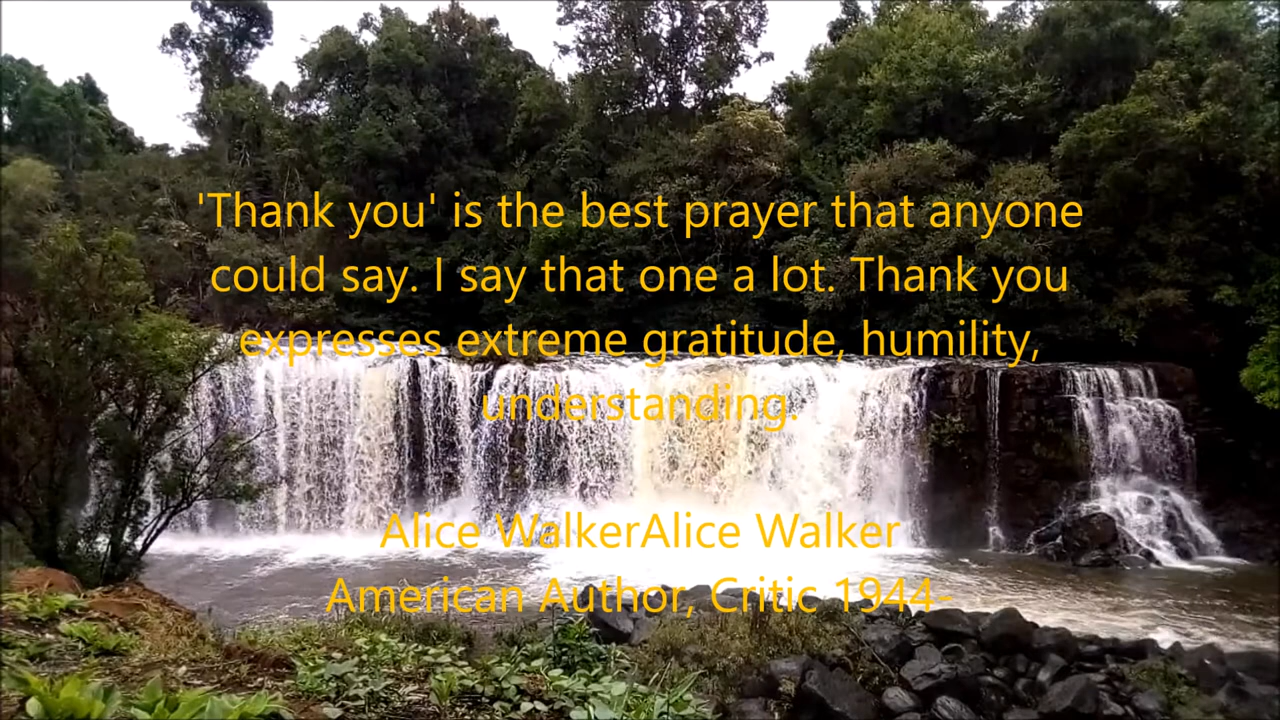 'Thank you' is the best prayer that anyone
could say. I say that one a lot. Thank you
expresses extreme gratitude, humility,
understanding.
Alice WalkerAlice Walker
American Author, Critic 1944-